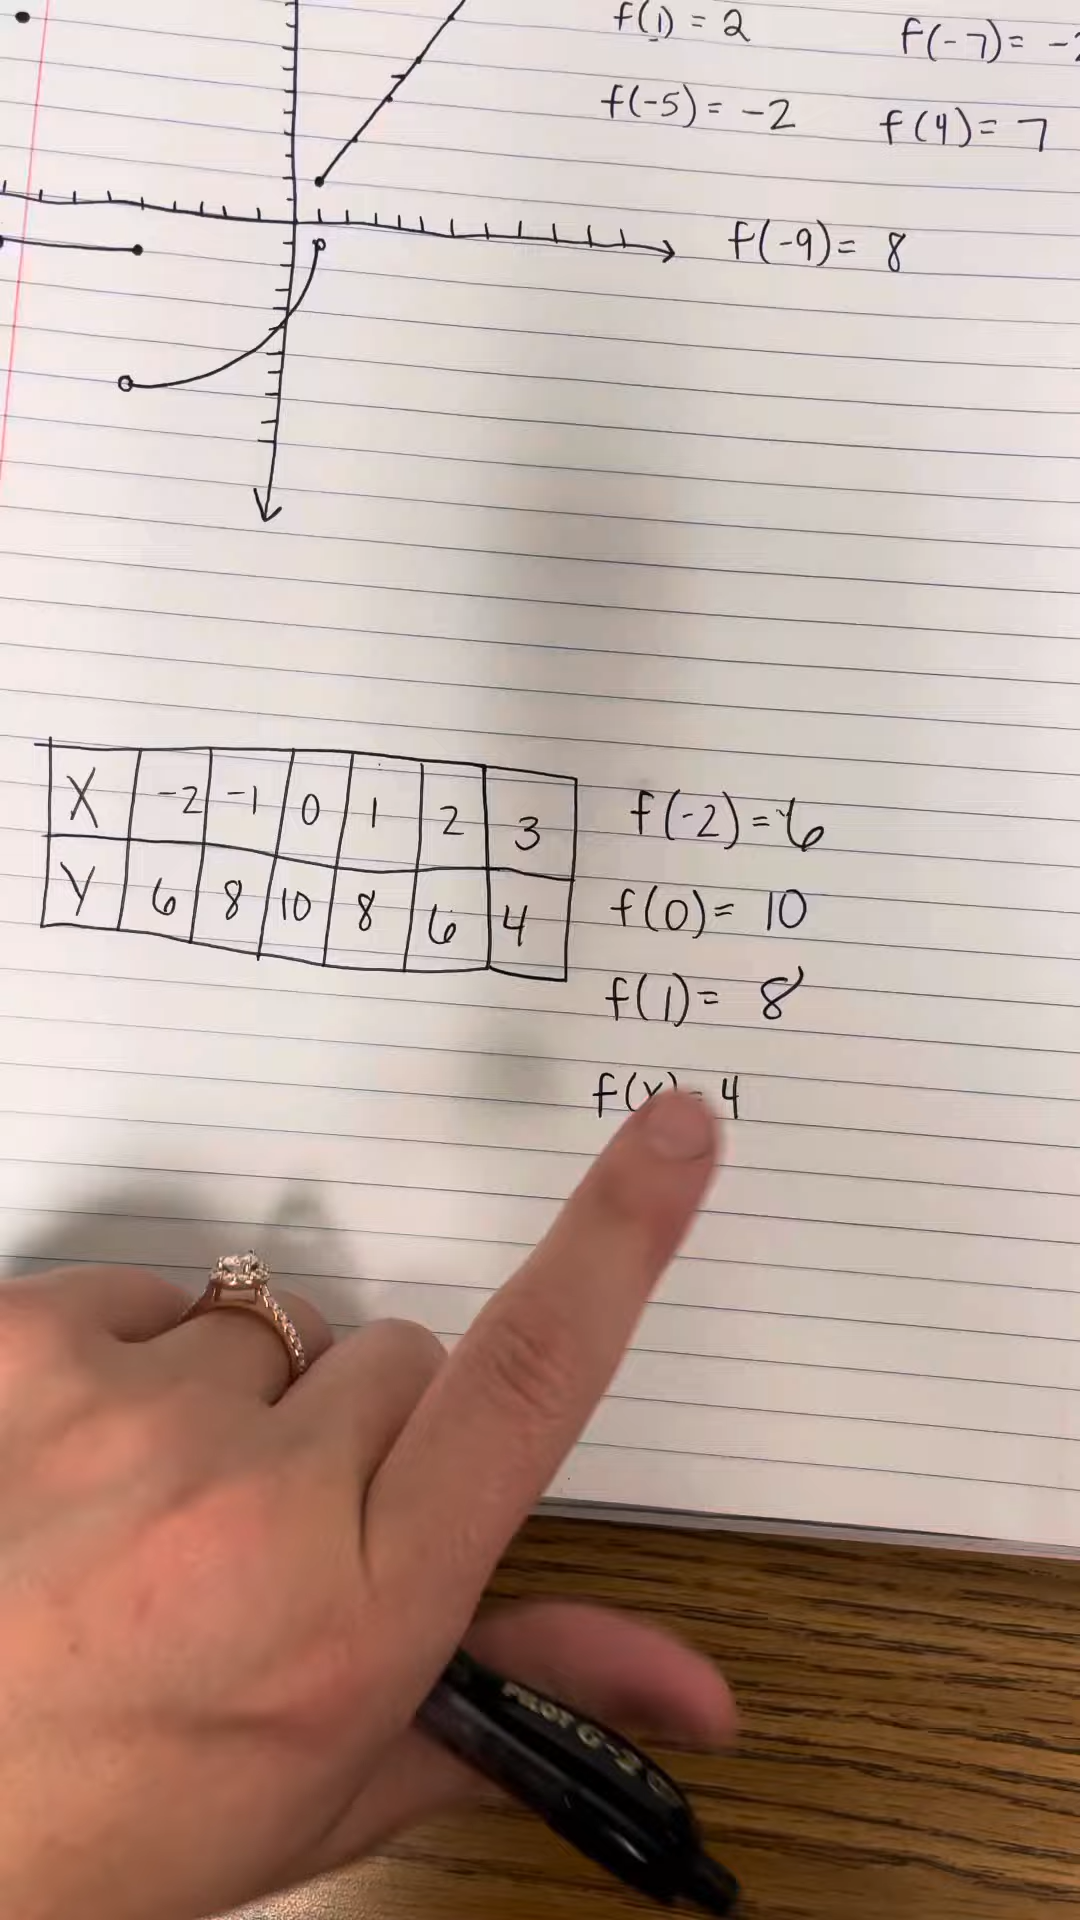 f(1) = 2
f(-7) = -2
f(-5) = -2
f(4) = 7
f(-9) = 8
X -2 -1 0 1 2 3
Y 6 8 10 8 6 4
f(-2) = 6
f(0) = 10
f(1) = 8
f(x) = 4
PILOT G-2